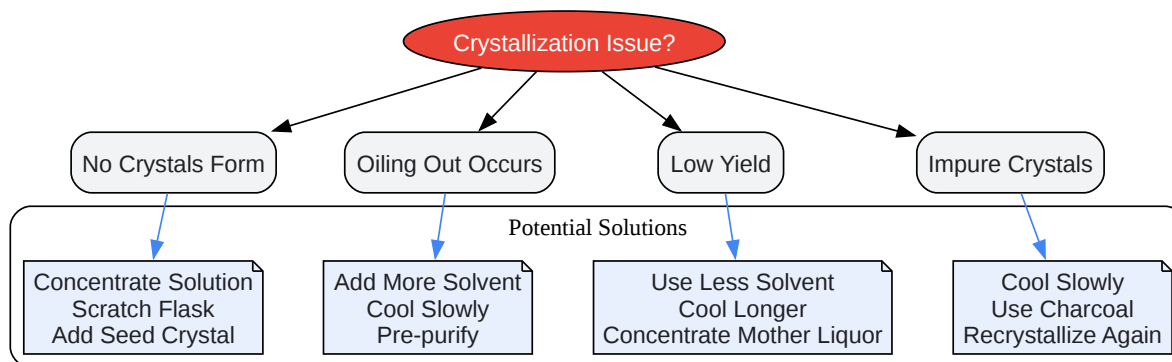 Crystallization Issue?
No Crystals Form
Oiling Out Occurs
Low Yield
Impure Crystals
Potential Solutions
Concentrate Solution
Scratch Flask
Add Seed Crystal
Add More Solvent
Cool Slowly
Pre-purify
Use Less Solvent
Cool Longer
Concentrate Mother Liquor
Cool Slowly
Use Charcoal
Recrystallize Again